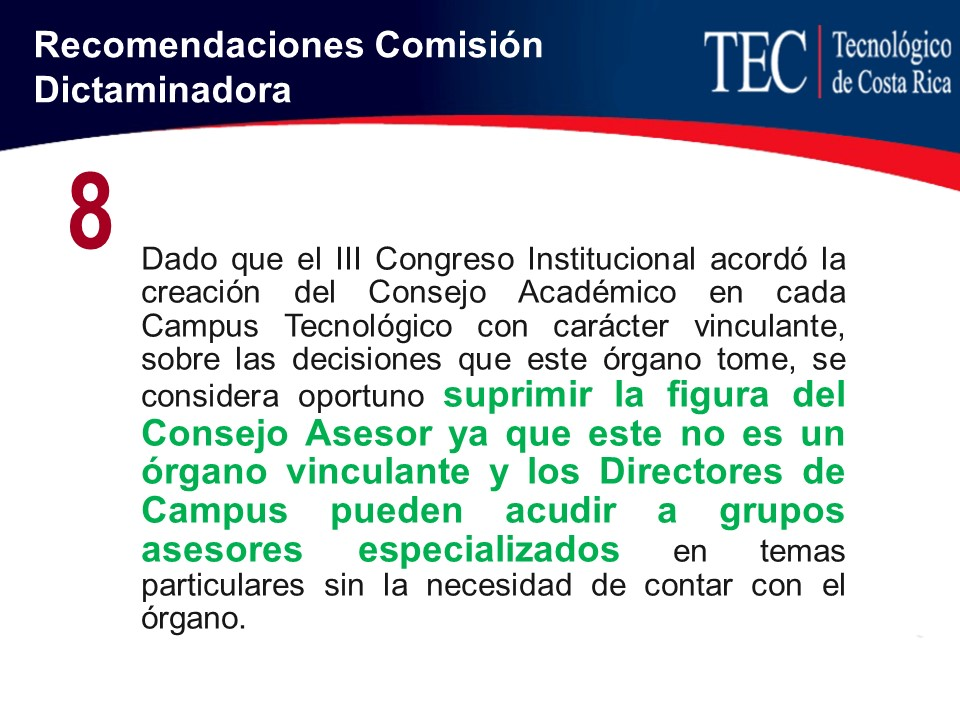 Recomendaciones Comisión
Dictaminadora
TEC | Tecnológico
de Costa Rica
8
Dado que el III Congreso Institucional acordó la
creación del Consejo Académico en cada
Campus Tecnológico con carácter vinculante,
sobre las decisiones que este órgano tome, se
considera oportuno suprimir la figura del
Consejo Asesor ya que este no es un
órgano vinculante y los Directores de
Campus pueden acudir a grupos
asesores especializados en temas
particulares sin la necesidad de contar con el
órgano.